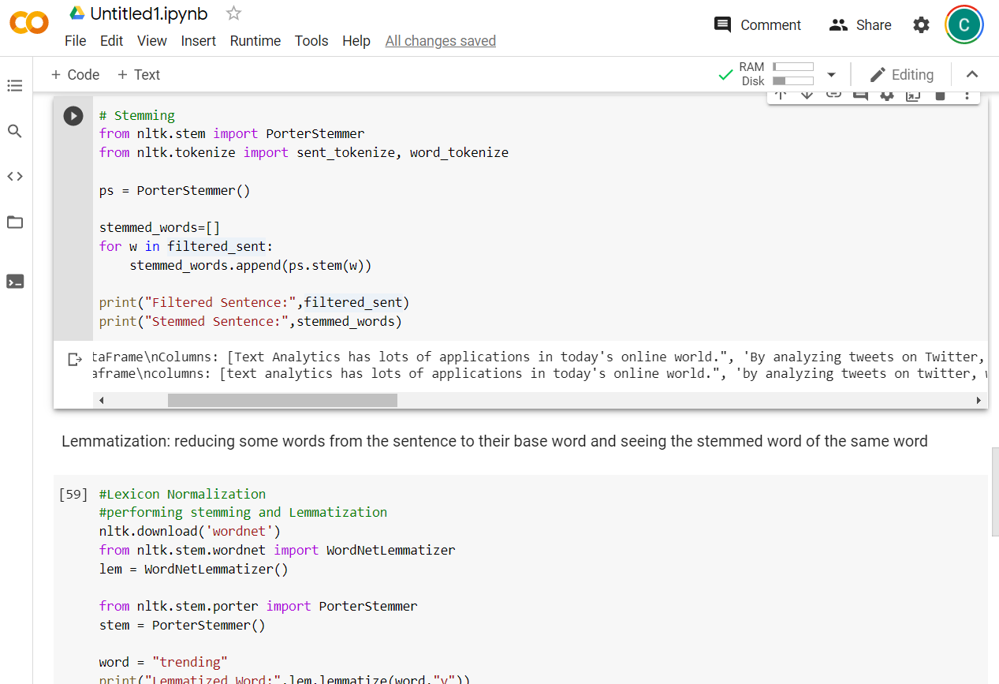 Untitled1.ipynb
File Edit View Insert Runtime Tools Help All changes saved
Comment Share C
+ Code + Text
RAM
Disk
Editing
# Stemming
from nltk.stem import PorterStemmer
from nltk.tokenize import sent_tokenize, word_tokenize
ps = PorterStemmer()
stemmed_words=[]
for w in filtered_sent:
    stemmed_words.append(ps.stem(w))
print("Filtered Sentence:",filtered_sent)
print("Stemmed Sentence:",stemmed_words)
taFrame\nColumns: [Text Analytics has lots of applications in today's online world.", 'By analyzing tweets on Twitter,
aframe\ncolumns: [text analytics has lots of applications in today's online world.", 'by analyzing tweets on twitter,
Lemmatization: reducing some words from the sentence to their base word and seeing the stemmed word of the same word
[59] #Lexicon Normalization
#performing stemming and Lemmatization
nltk.download('wordnet')
from nltk.stem.wordnet import WordNetLemmatizer
lem = WordNetLemmatizer()
from nltk.stem.porter import PorterStemmer
stem = PorterStemmer()
word = "trending"
print("Lemmatized Word:",lem.lemmatize(word,"v"))